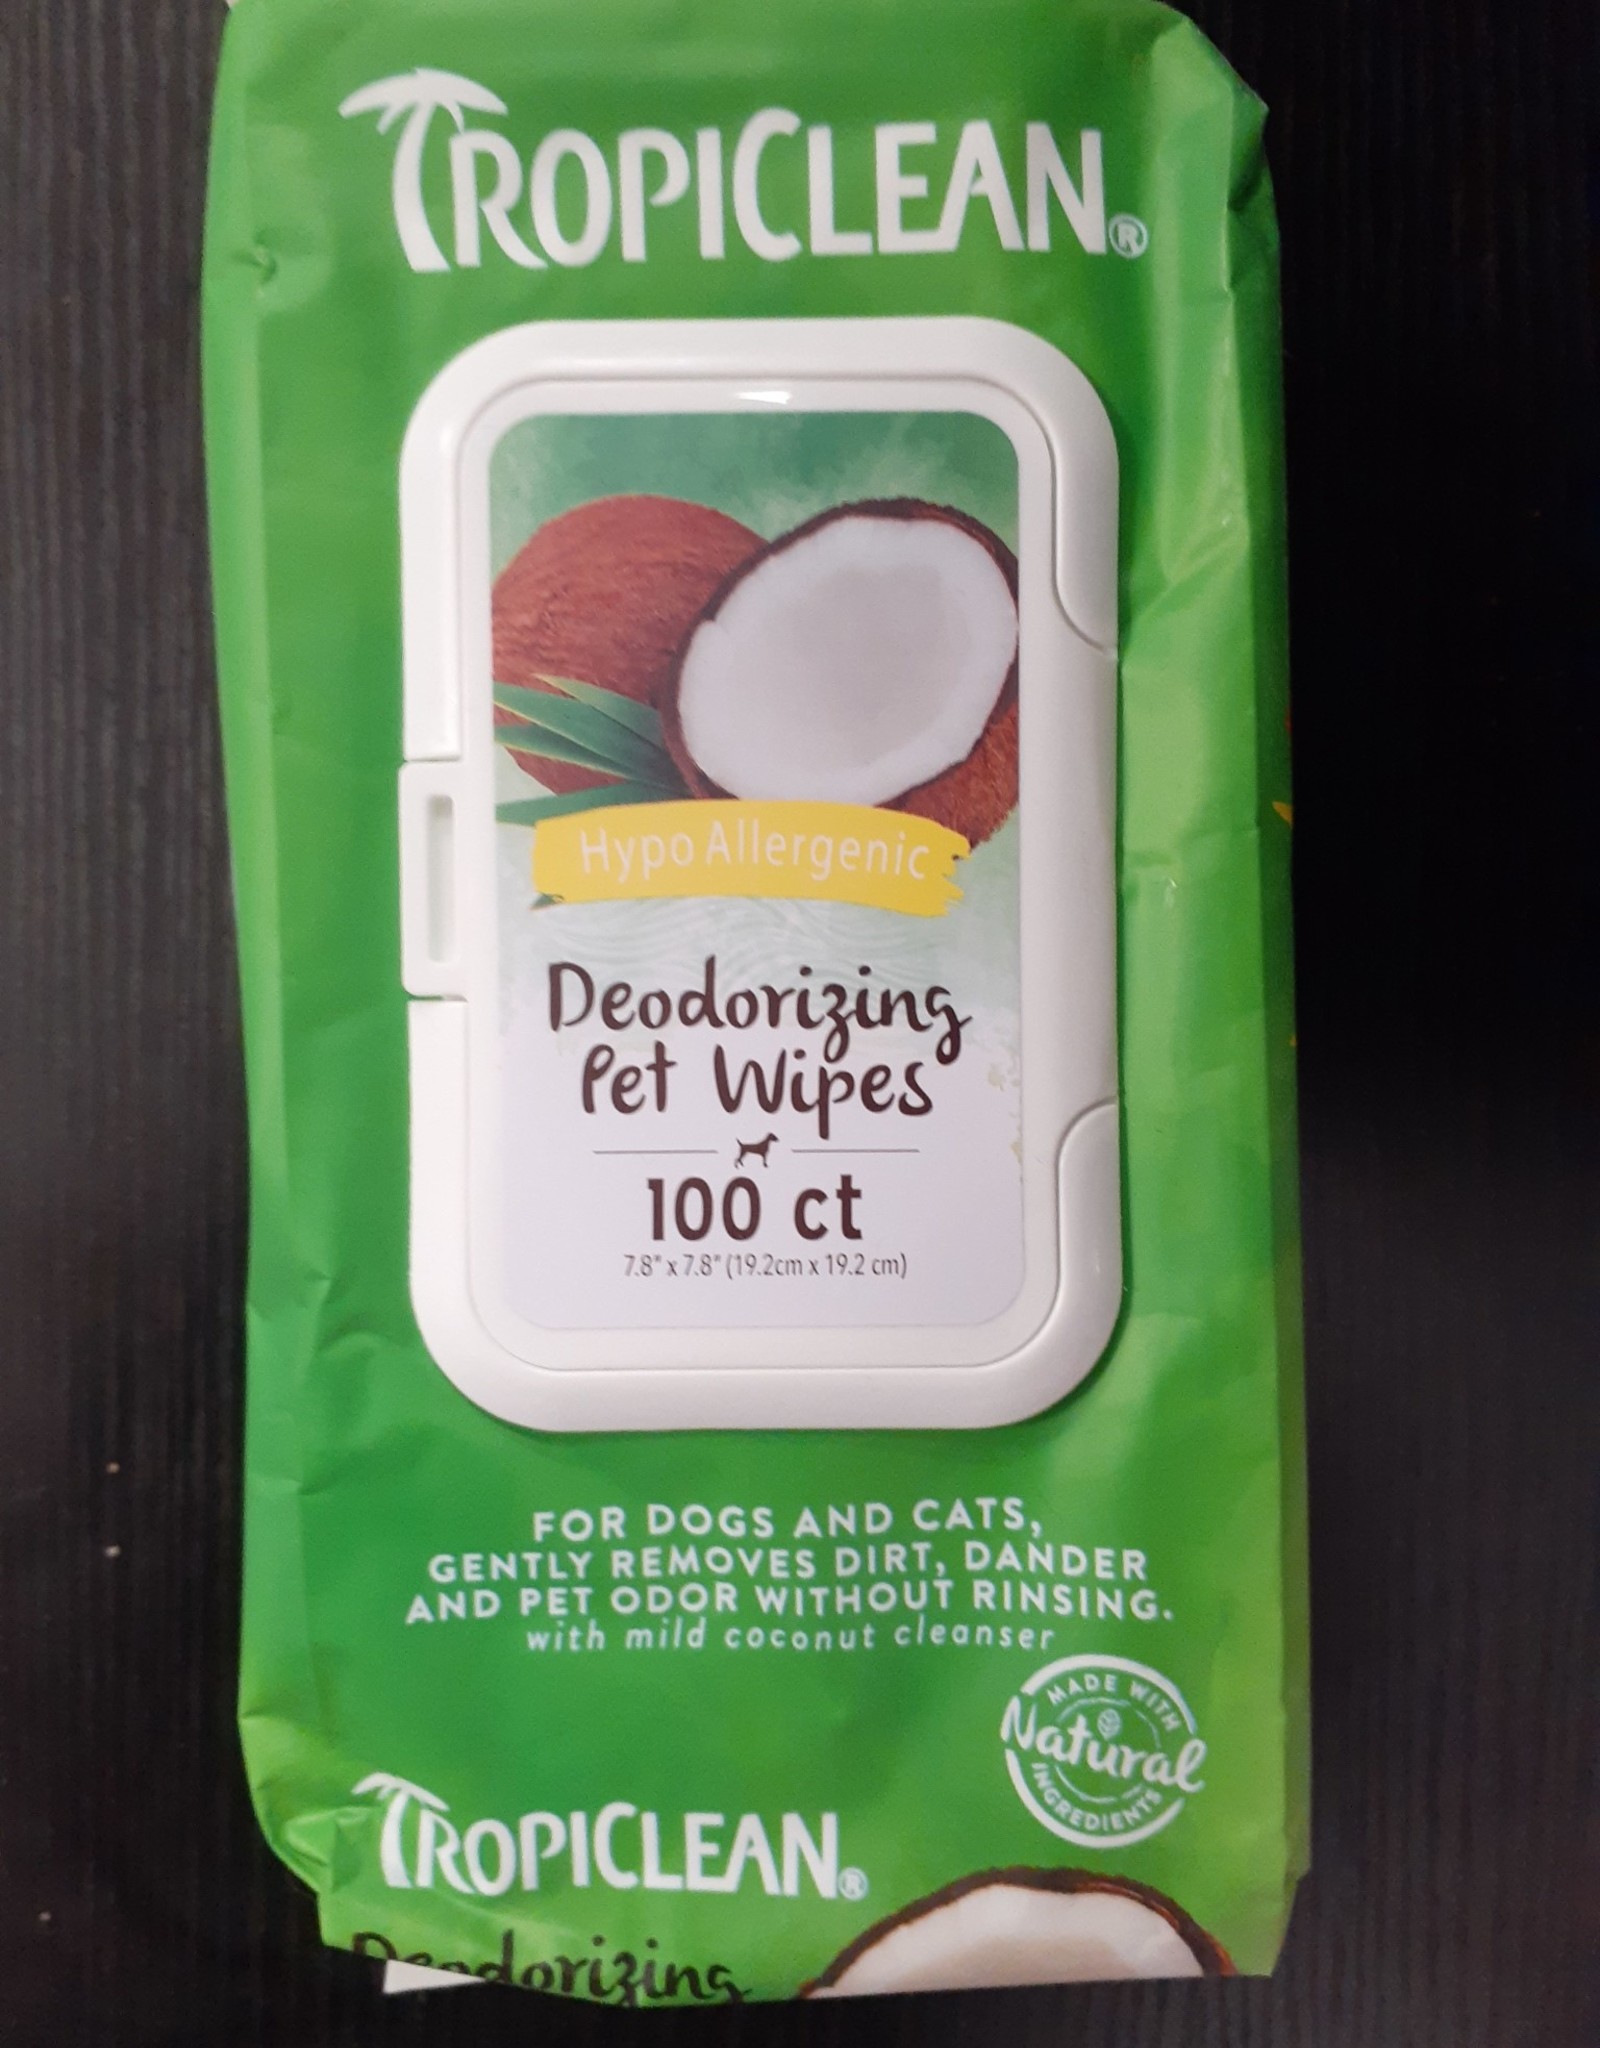 TROPICLEAN®
Hypo Allergenic
Deodorizing
Pet Wipes
100 ct
7.8" x 7.8" (19.2cm x 19.2 cm)
FOR DOGS AND CATS,
GENTLY REMOVES DIRT, DANDER
AND PET ODOR WITHOUT RINSING.
with mild coconut cleanser
MADE WITH
Natural
INGREDIENTS
TROPICLEAN®
Deodorizing